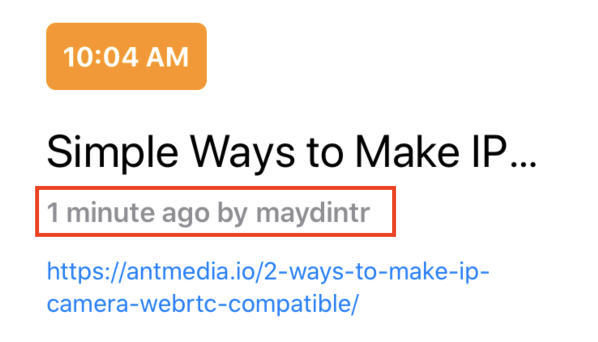 10:04 AM
Simple Ways to Make IP...
1 minute ago by maydintr
https://antmedia.io/2-ways-to-make-ip-
camera-webrtc-compatible/